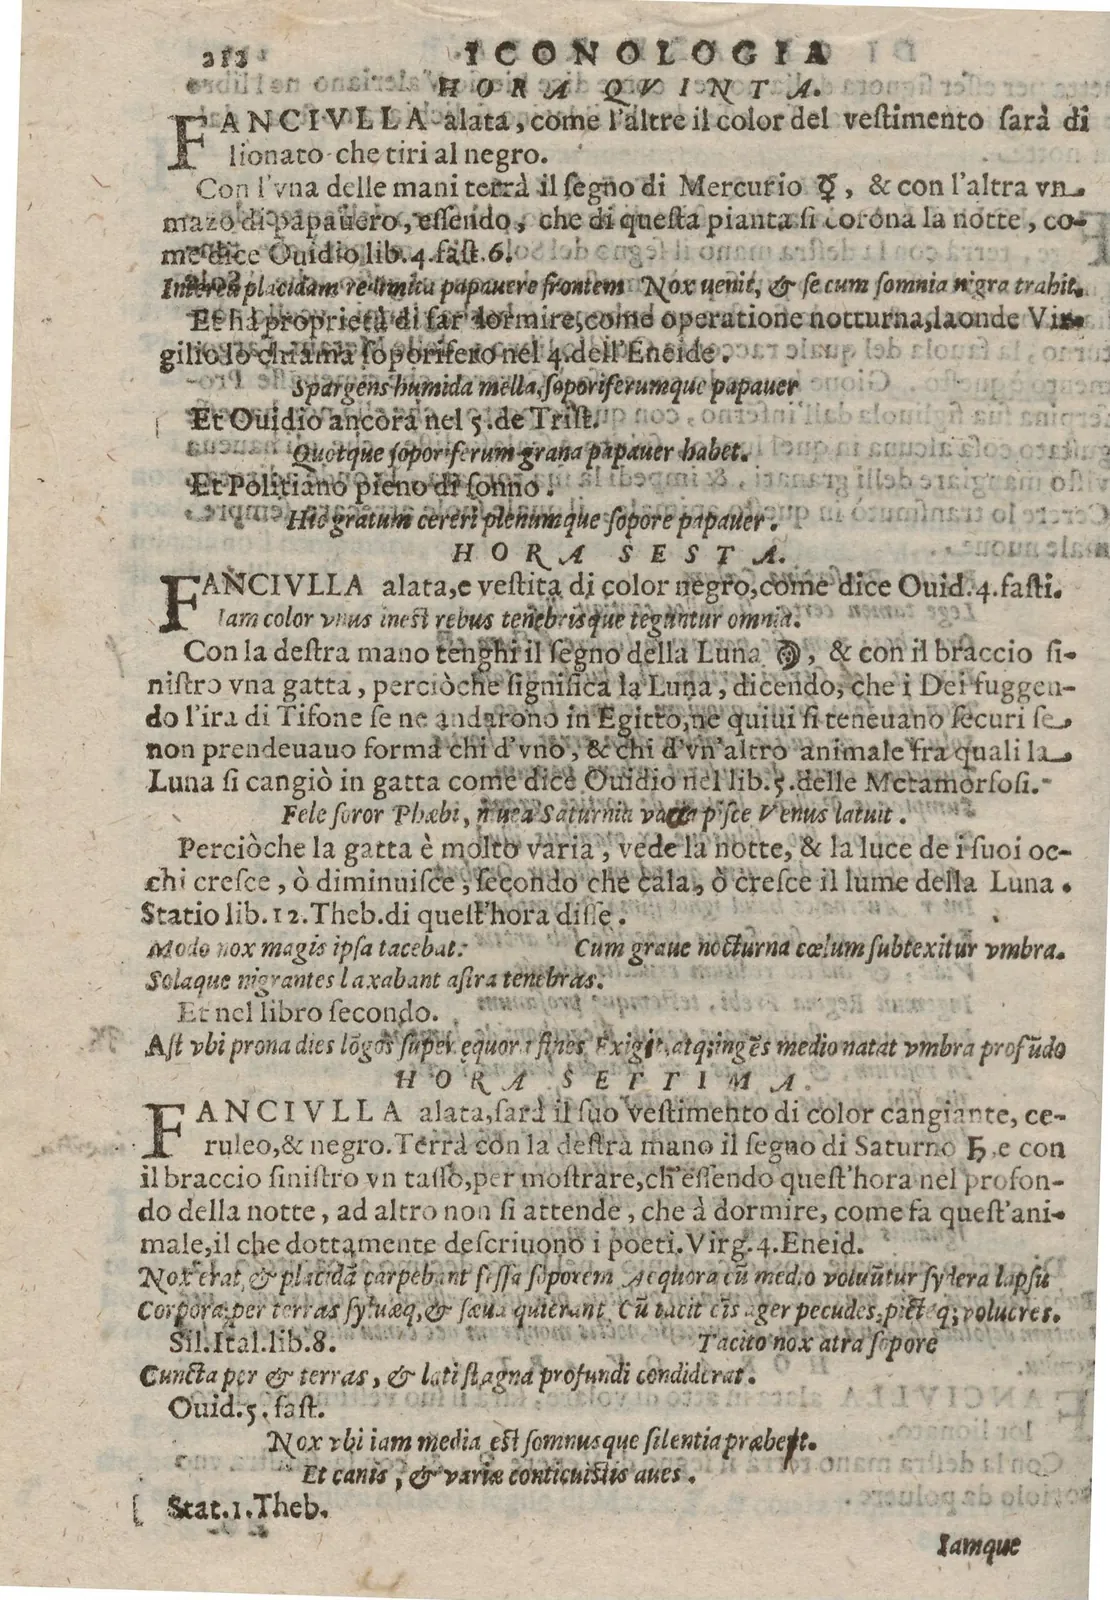 212 ICONOLOGIA
HORA QVINTA.
FANCIVLLA alata, come l'altre il color del vestimento sarà di
lionato che tiri al negro.
Con l'vna delle mani terrà il segno di Mercurio ☿, & con l'altra vn
mazo di papauero, essendo, che di questa pianta si corona la notte, co-
me dice Ouidio lib. 4. fast. 6.
Interea placidam redimita papauere frontem Nox uenit, & se cum somnia nigra trahit.
Et hà proprietà di far dormire, come operatione notturna, laonde Vir-
gilio lo chiama soporifero nel 4. dell'Eneide.
Spargens humida mella, soporiferumque papauer
Et Ouidio ancora nel 5. de Trist.
Quotque soporiferum grana papauer habet.
Et Politiano pieno di sonno.
Hic gratum cereri plenumque sopore papauer.
HORA SESTA.
FANCIVLLA alata, e vestita di color negro, come dice Ouid. 4. fasti.
Iam color vnus inest rebus tenebrisque teguntur omnia.
Con la destra mano tenghi il segno della Luna ☽, & con il braccio si-
nistro vna gatta, perciòche significa la Luna, dicendo, che i Dei fuggen-
do l'ira di Tifone se ne andarono in Egitto, ne quiui si teneuano securi se
non prendeuauo forma chi d'vno, & chi d'vn'altro animale fra quali la
Luna si cangiò in gatta come dice Ouidio nel lib. 5. delle Metamorfosi.
Fele soror Phæbi, niuea Saturnia vacca pisce Venus latuit.
Perciòche la gatta è molto varia, vede la notte, & la luce de i suoi oc-
chi cresce, ò diminuisce, secondo che cala, ò cresce il lume della Luna.
Statio lib. 12. Theb. di quest'hora disse.
Modo nox magis ipsa tacebat: Cum graue nocturna cœlum subtexitur vmbra.
Solaque nigrantes laxabant astra tenebras.
Et nel libro secondo.
Ast vbi prona dies lõgos super equora fines Exigit, atq; ingẽs medio natat vmbra profũdo
HORA SETTIMA.
FANCIVLLA alata, sarà il suo vestimento di color cangiante, ce-
ruleo, & negro. Terrà con la destra mano il segno di Saturno ♄, e con
il braccio sinistro vn tasso, per mostrare, ch'essendo quest'hora nel profon-
do della notte, ad altro non si attende, che à dormire, come fa quest'ani-
male, il che dottamente descriuono i poeti. Virg. 4. Eneid.
Nox erat, & placidã carpebant fessa soporem Aequora cũ medio voluũtur sydera lapsu
Corpora per terras syluæq, & sæua quierant Cũ tacit ager pecudes, pictæq; volucres.
Sil. Ital. lib. 8. Tacito nox atra sopore
Cuncta per & terras, & lati stagna profundi condiderat.
Ouid. 5. fast.
Nox vbi iam media est somnusque silentia præbet.
Et canis, & variæ conticuistis aues.
Stat. 1. Theb.
Iamque